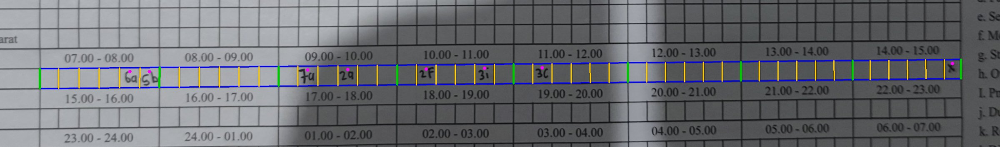 e. Se
arat
f. M
07.00 - 08.00 08.00 - 09.00 09.00 - 10.00 10.00 - 11.00 11.00 - 12.00 12.00 - 13.00 13.00 - 14.00 14.00 - 15.00
g. S
6a 5b 7a 2a 2F 3i 3C X
h. O
15.00 - 16.00 16.00 - 17.00 17.00 - 18.00 18.00 - 19.00 19.00 - 20.00 20.00 - 21.00 21.00 - 22.00 22.00 - 23.00
I. Pr
j. D
23.00 - 24.00 24.00 - 01.00 01.00 - 02.00 02.00 - 03.00 03.00 - 04.00 04.00 - 05.00 05.00 - 06.00 06.00 - 07.00
k. R